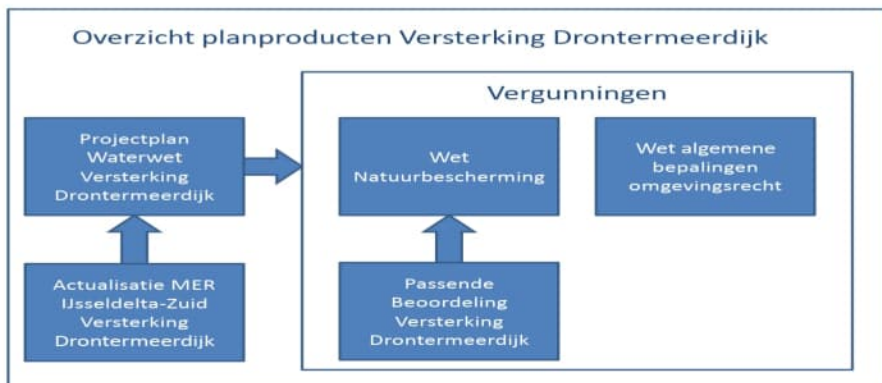 Overzicht planproducten Versterking Drontermeerdijk
Vergunningen
Projectplan
Waterwet
Versterking
Drontermeerdijk
Wet
Natuurbescherming
Wet algemene
bepalingen
omgevingsrecht
Actualisatie MER
IJsseldelta-Zuid
Versterking
Drontermeerdijk
Passende
Beoordeling
Versterking
Drontermeerdijk